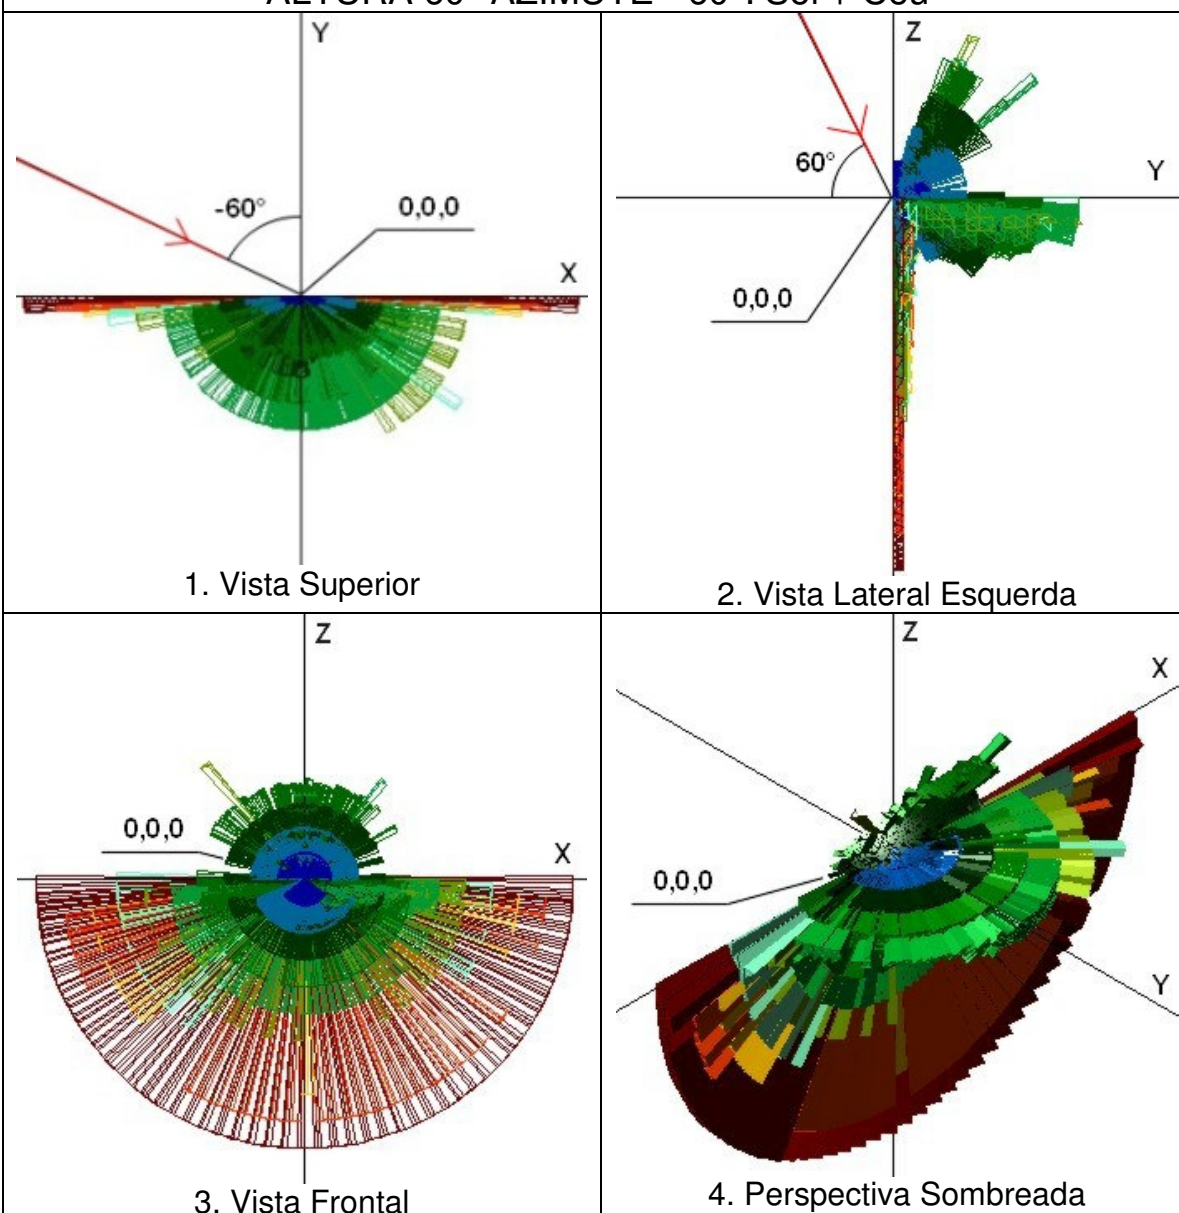 Y
-60°
0,0,0
X
1. Vista Superior
Z
60°
Y
0,0,0
2. Vista Lateral Esquerda
Z
0,0,0
X
3. Vista Frontal
Z
X
0,0,0
Y
4. Perspectiva Sombreada